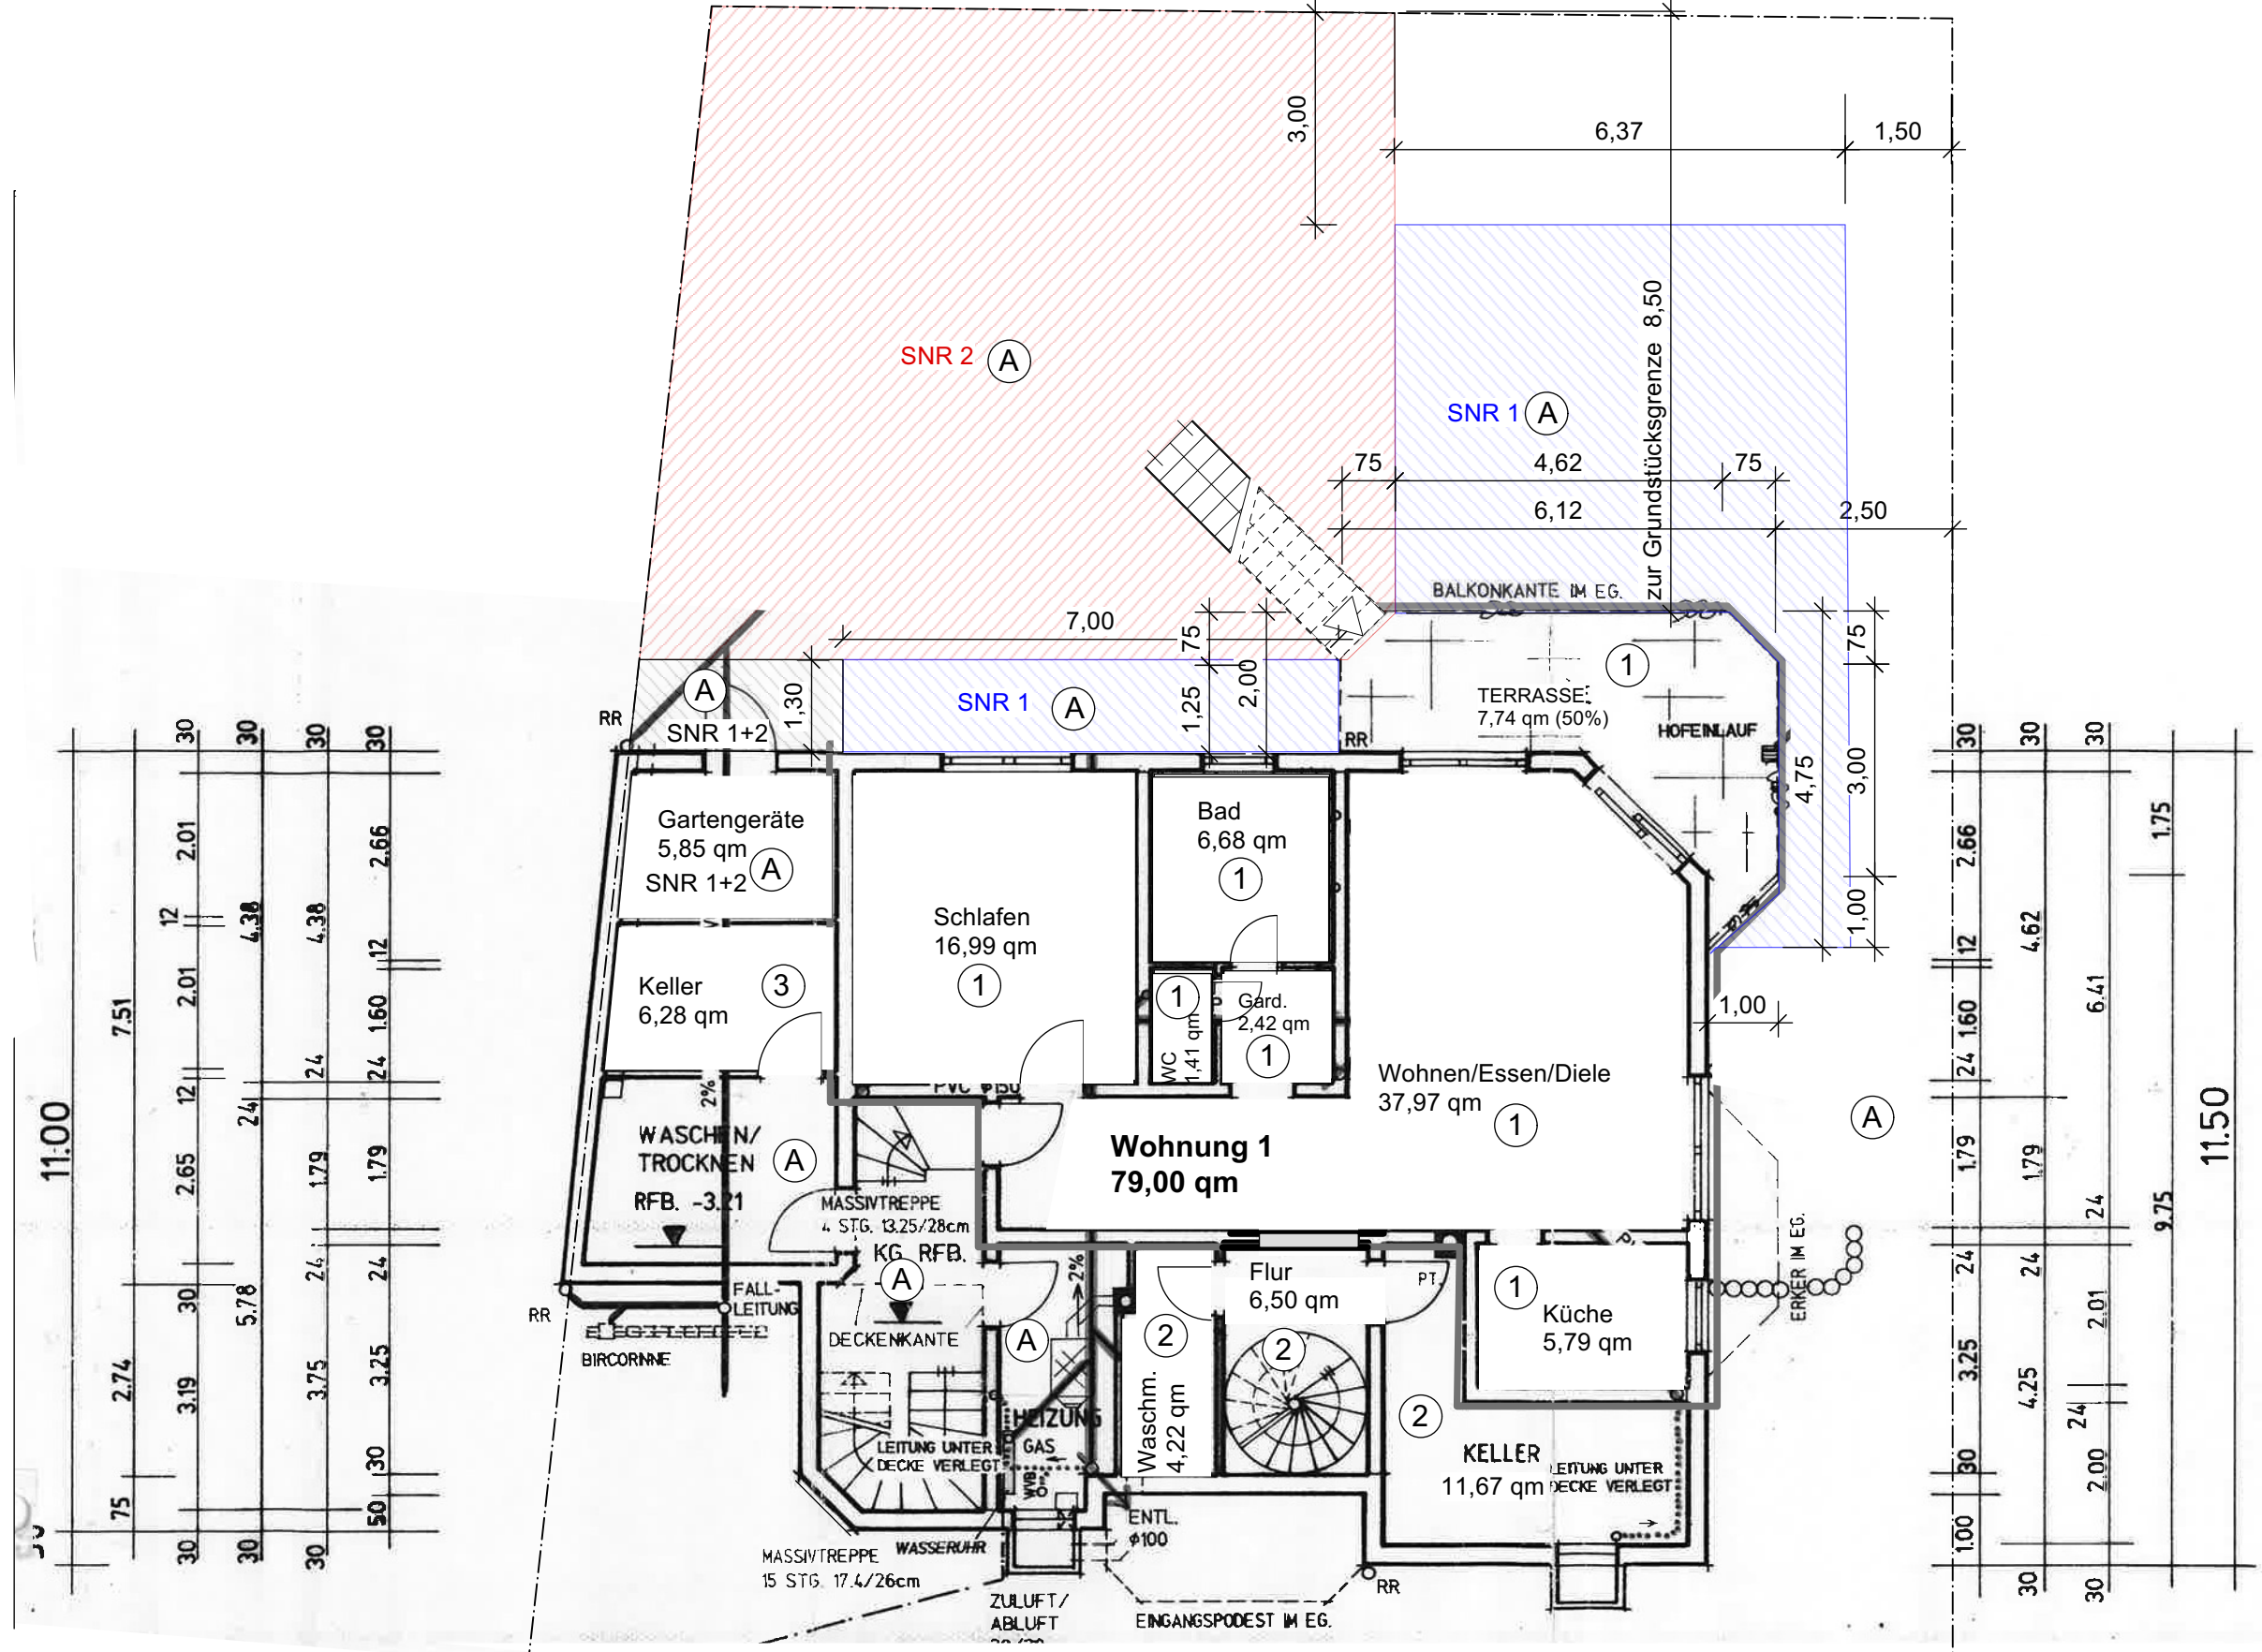 3,00
6,37
1,50
zur Grundstücksgrenze 8,50
SNR 2 A
SNR 1 A
75
4,62
75
6,12
2,50
BALKONKANTE IM EG.
7,00
75
1,25
2,00
1,30
A
SNR 1+2
RR
SNR 1 A
RR
1
TERRASSE
7,74 qm (50%)
HOFEINLAUF
75
3,00
4,75
1,00
1,00
Gartengeräte
5,85 qm
SNR 1+2 A
Keller
6,28 qm
3
Schlafen
16,99 qm
1
Bad
6,68 qm
1
1
WC
1,41 qm
Gard.
2,42 qm
1
Wohnen/Essen/Diele
37,97 qm
1
A
PVC φ150
2%
WASCHEN/
TROCKNEN
A
RFB. -3.21
Wohnung 1
79,00 qm
MASSIVTREPPE
4 STG. 13.25/28cm
KG RFB.
A
DECKENKANTE
FALL-
LEITUNG
RR
BIRCORINNE
A
2%
HEIZUNG
GAS
WB
LEITUNG UNTER
DECKE VERLEGT
2
Waschm.
4,22 qm
Flur
6,50 qm
2
PT.
1
Küche
5,79 qm
2
KELLER
11,67 qm
LEITUNG UNTER
DECKE VERLEGT
ERKER IM EG.
ENTL.
φ100
WASSERUHR
MASSIVTREPPE
15 STG. 17.4/26cm
ZULUFT/
ABLUFT
EINGANGSPODEST IM EG.
RR
11.00
7.51
2.74
75
30
2.01
12
2.01
12
2.65
30
3.19
30
30
4.38
24
5.78
30
30
4.38
24
1.79
24
3.75
30
30
2.66
12
1.60
24
1.79
24
3.25
30
50
30
2.66
12
1.60
24
1.79
24
3.25
30
1.00
30
4.62
1.79
24
4.25
30
30
6.41
24
2.01
24
2.00
30
1.75
9.75
11.50